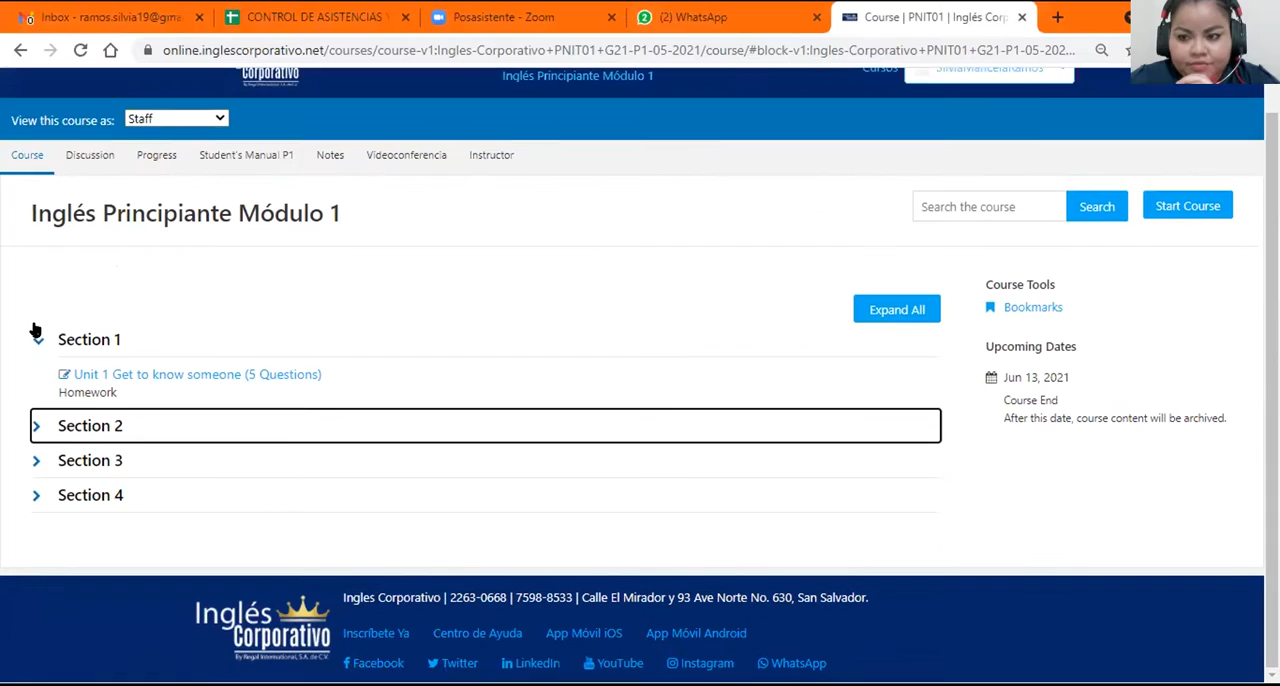 Inbox - ramos.silvia19@gma
CONTROL DE ASISTENCIAS
Posasistente - Zoom
(2) WhatsApp
Course | PNIT01 | Inglés Corp
online.inglescorporativo.net/courses/course-v1:Ingles-Corporativo+PNIT01+G21-P1-05-2021/course/#block-v1:Ingles-Corporativo+PNIT01+G21-P1-05-202...
Corporativo
Inglés Principiante Módulo 1
Cursos
View this course as: Staff
Course
Discussion
Progress
Student's Manual P1
Notes
Videoconferencia
Instructor
Inglés Principiante Módulo 1
Search the course
Search
Start Course
Expand All
Course Tools
Bookmarks
Section 1
Unit 1 Get to know someone (5 Questions)
Homework
Section 2
Section 3
Section 4
Upcoming Dates
Jun 13, 2021
Course End
After this date, course content will be archived.
Inglés Corporativo
By Regal International, S.A. de C.V.
Ingles Corporativo | 2263-0668 | 7598-8533 | Calle El Mirador y 93 Ave Norte No. 630, San Salvador.
Inscríbete Ya
Centro de Ayuda
App Móvil iOS
App Móvil Android
Facebook
Twitter
LinkedIn
YouTube
Instagram
WhatsApp